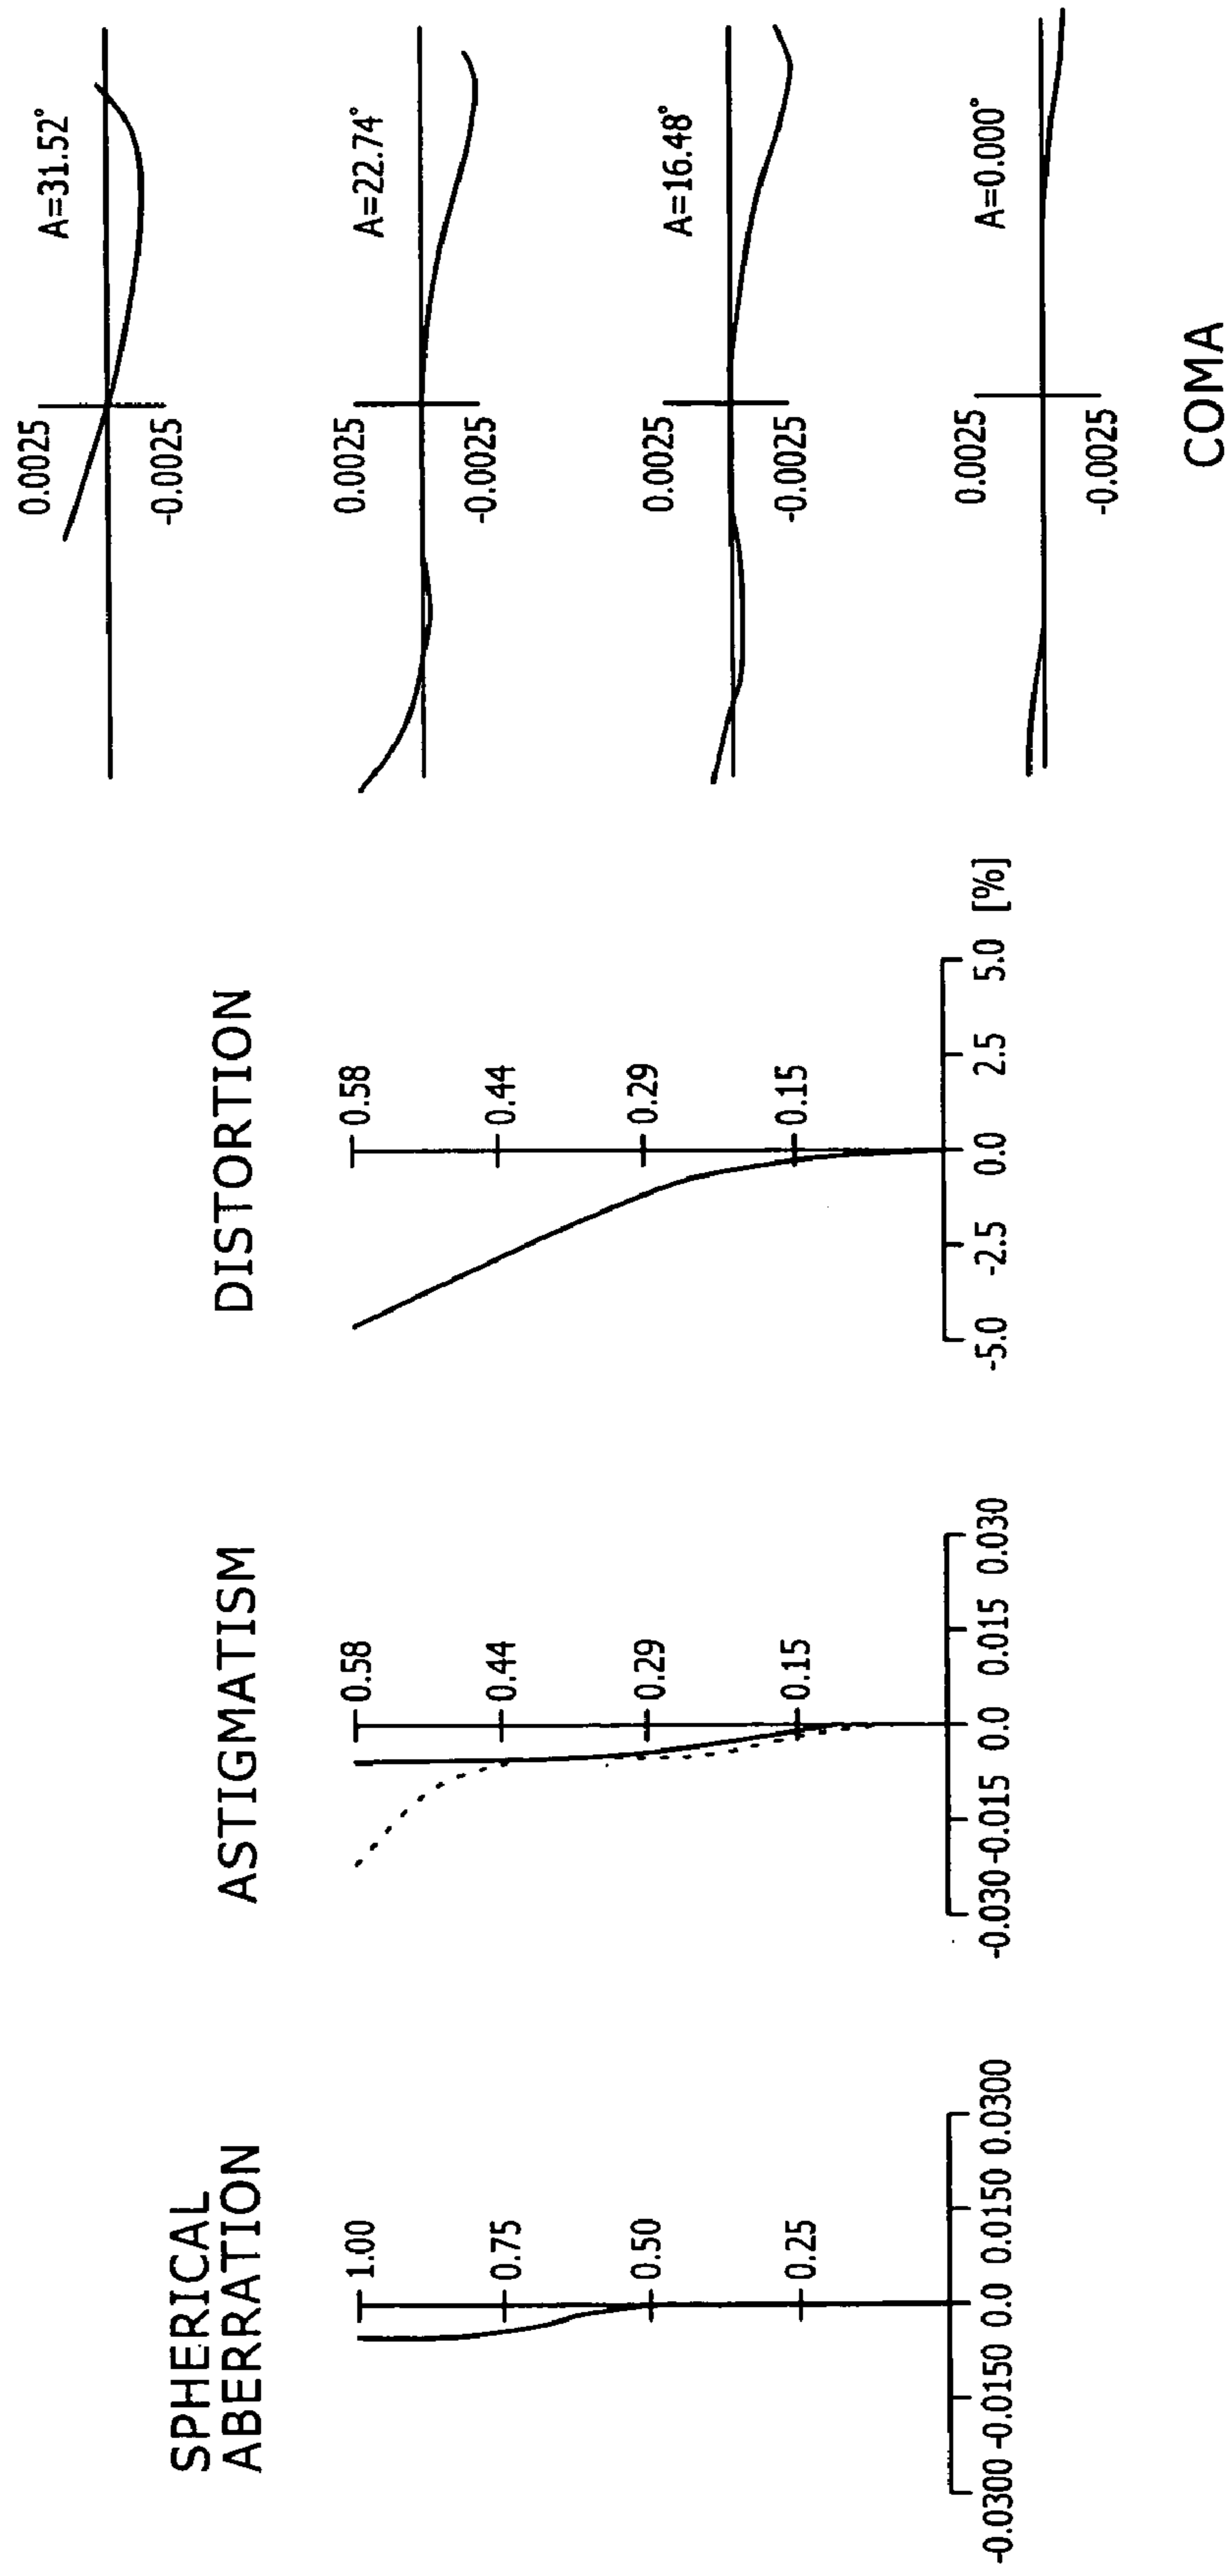 SPHERICAL
ABERRATION
1.00
0.75
0.50
0.25
-0.0300 -0.0150 0.0 0.0150 0.0300
ASTIGMATISM
0.58
0.44
0.29
0.15
-0.030 -0.015 0.0 0.015 0.030
DISTORTION
0.58
0.44
0.29
0.15
-5.0 -2.5 0.0 2.5 5.0 [%]
0.0025
A=31.52°
-0.0025
0.0025
A=22.74°
-0.0025
0.0025
A=16.48°
-0.0025
0.0025
A=0.000°
-0.0025
COMA